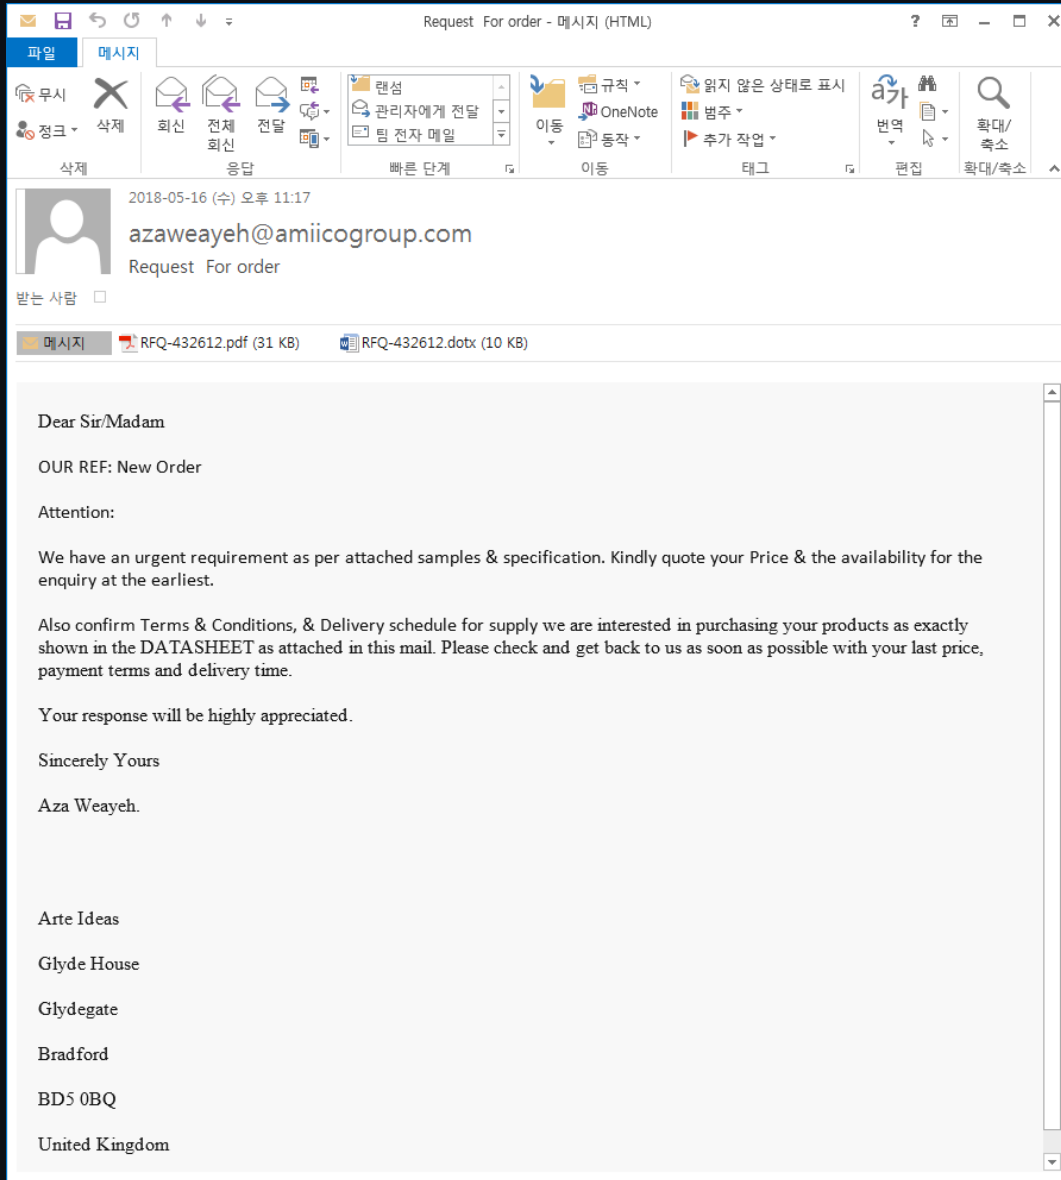 Request  For order - 메시지 (HTML)
파일 메시지
무시
정크
삭제
회신
전체 회신
전달
랜섬
관리자에게 전달
팀 전자 메일
이동
규칙
OneNote
동작
읽지 않은 상태로 표시
범주
추가 작업
번역
확대/축소
삭제 응답 빠른 단계 이동 태그 편집 확대/축소
2018-05-16 (수) 오후 11:17
azaweayeh@amiicogroup.com
Request  For order
받는 사람
메시지 RFQ-432612.pdf (31 KB) RFQ-432612.dotx (10 KB)
Dear Sir/Madam
OUR REF: New Order
Attention:
We have an urgent requirement as per attached samples & specification. Kindly quote your Price & the availability for the
enquiry at the earliest.
Also confirm Terms & Conditions, & Delivery schedule for supply we are interested in purchasing your products as exactly
shown in the DATASHEET as attached in this mail. Please check and get back to us as soon as possible with your last price,
payment terms and delivery time.
Your response will be highly appreciated.
Sincerely Yours
Aza Weayeh.
Arte Ideas
Glyde House
Glydegate
Bradford
BD5 0BQ
United Kingdom